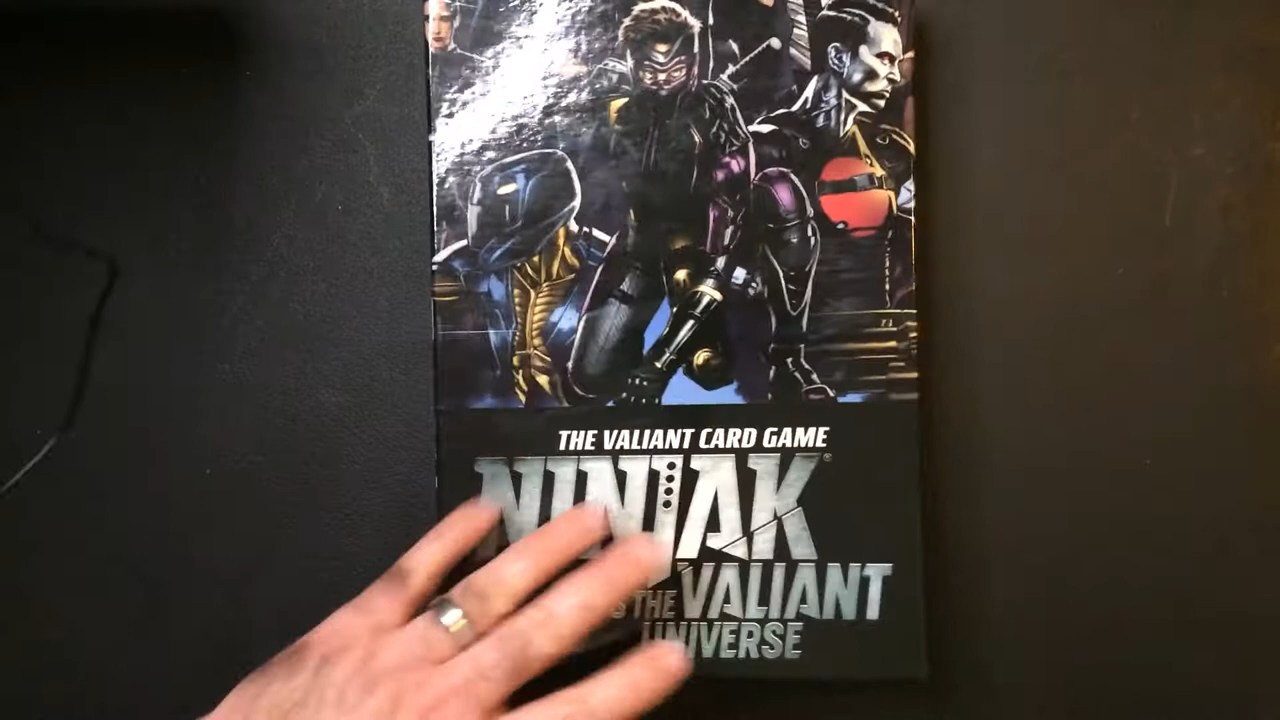 THE VALIANT CARD GAME
NINJAK®
THE VALIANT
UNIVERSE